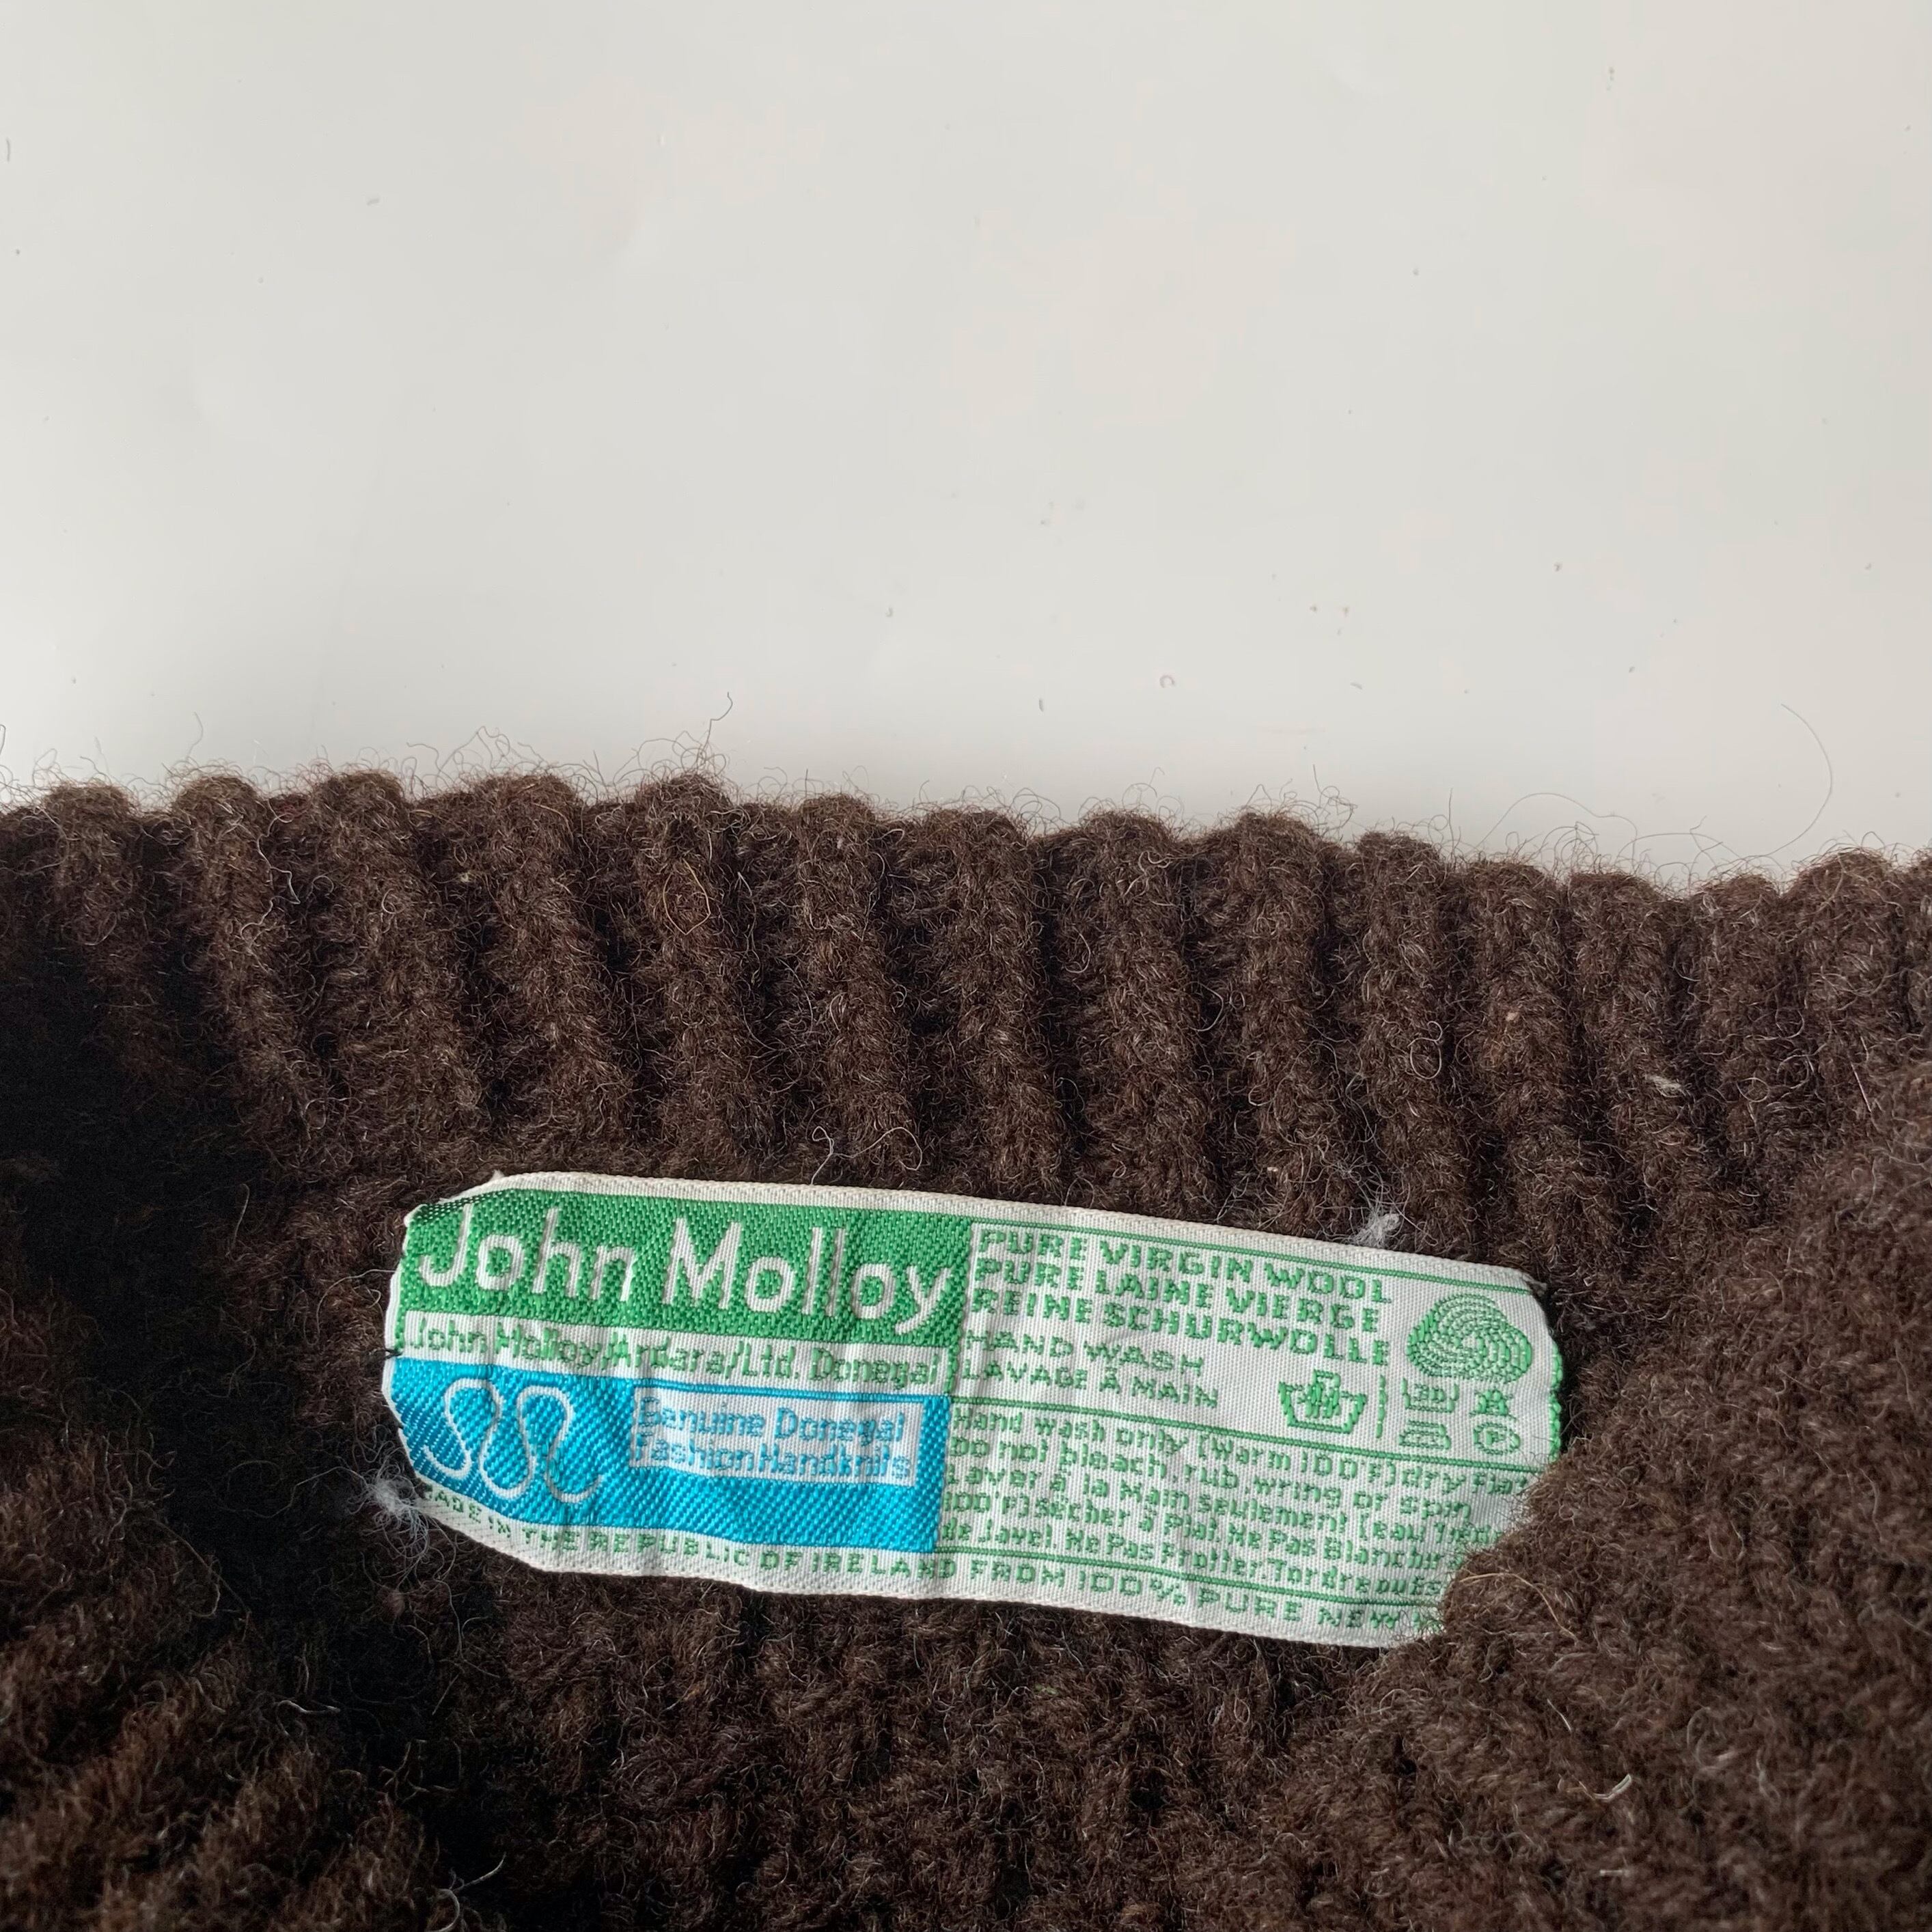 John Molloy
John Molloy/Ardara/Ltd. Donegal
Genuine Donegal
Fashion Handknits
PURE VIRGIN WOOL
PURE LAINE VIERGE
REINE SCHURWOLLE
HAND WASH
LAVAGE À MAIN
Hand wash only (Warm 100 F) dry flat
Do not bleach, rub, wring or spin
Laver à la Main seulement (eau
100 F) sécher à Plat. Ne Pas Blanchir
de Javel. Ne Pas Frotter. Tordre
MADE IN THE REPUBLIC OF IRELAND FROM 100% PURE NEW